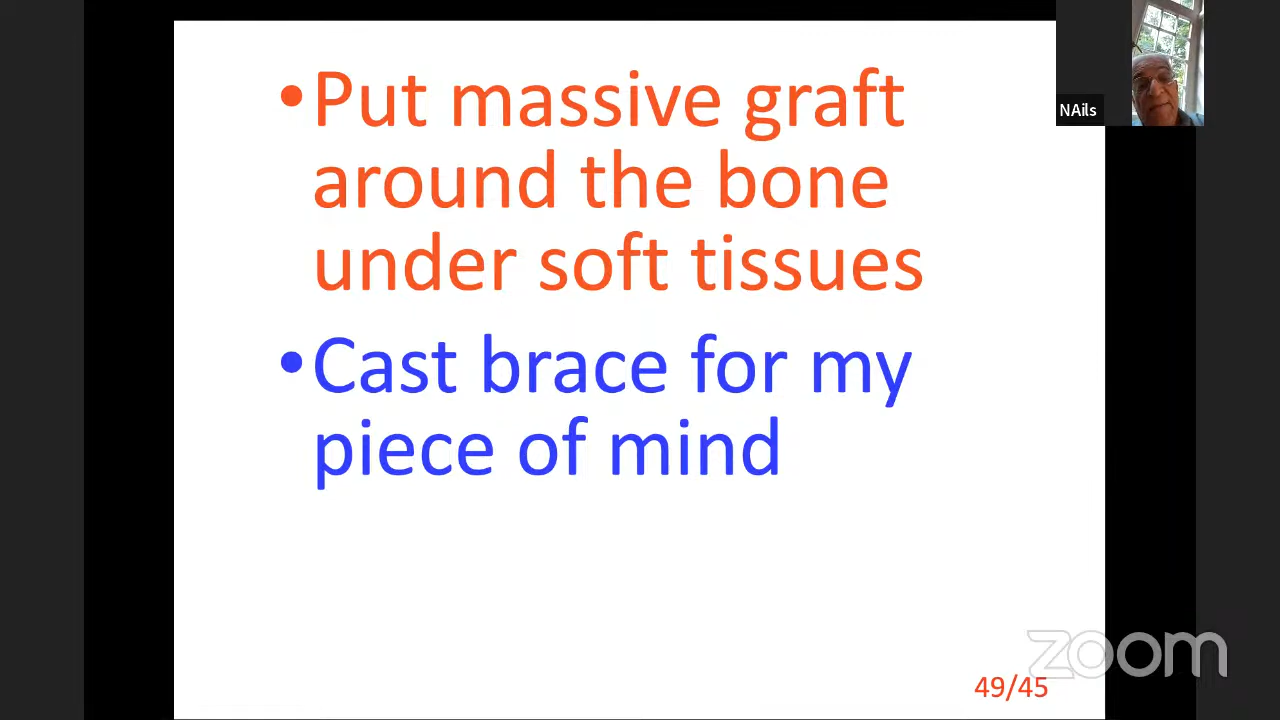 •Put massive graft
around the bone
under soft tissues
•Cast brace for my
piece of mind
NAils
zoom
49/45